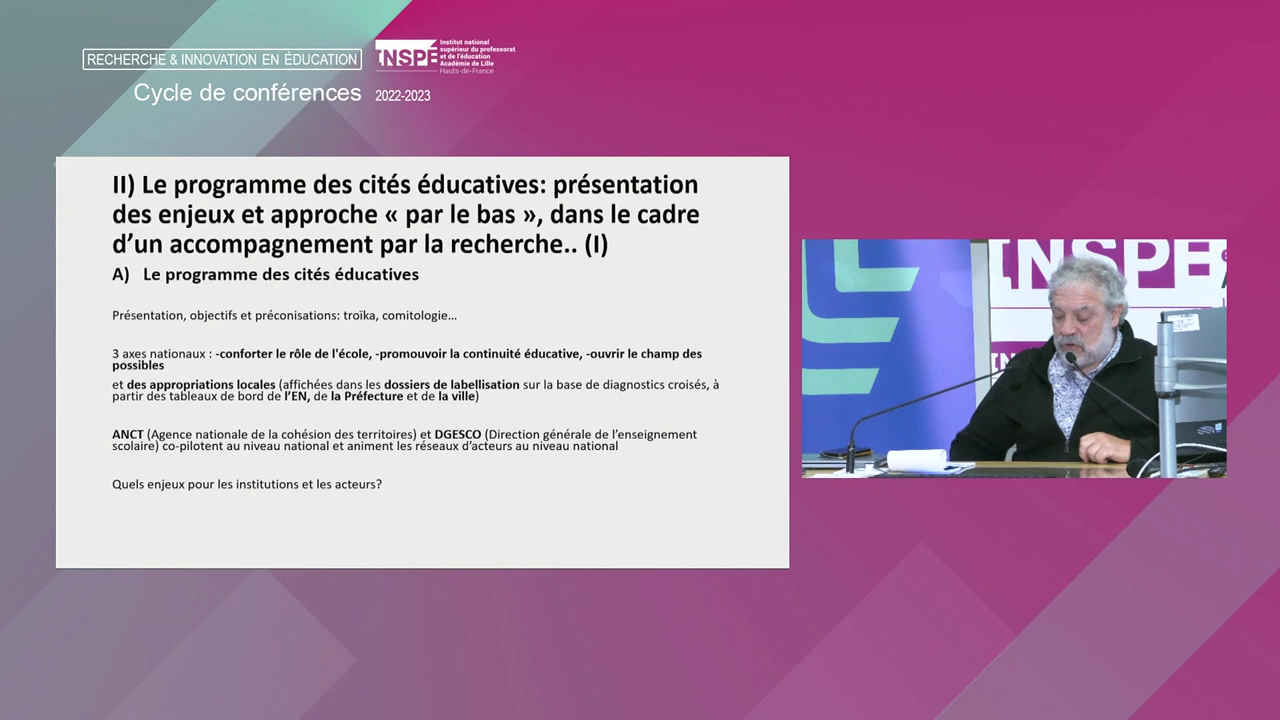 RECHERCHE & INNOVATION EN ÉDUCATION
Cycle de conférences 2022-2023
INSPÉ
Institut national
supérieur du professorat
et de l'éducation
Académie de Lille
Hauts-de-France
II) Le programme des cités éducatives: présentation
des enjeux et approche « par le bas », dans le cadre
d'un accompagnement par la recherche.. (I)
A) Le programme des cités éducatives
Présentation, objectifs et préconisations: troïka, comitologie…
3 axes nationaux : -conforter le rôle de l'école, -promouvoir la continuité éducative, -ouvrir le champ des
possibles
et des appropriations locales (affichées dans les dossiers de labellisation sur la base de diagnostics croisés, à
partir des tableaux de bord de l'EN, de la Préfecture et de la ville)
ANCT (Agence nationale de la cohésion des territoires) et DGESCO (Direction générale de l'enseignement
scolaire) co-pilotent au niveau national et animent les réseaux d'acteurs au niveau national
Quels enjeux pour les institutions et les acteurs?
INSPÉ